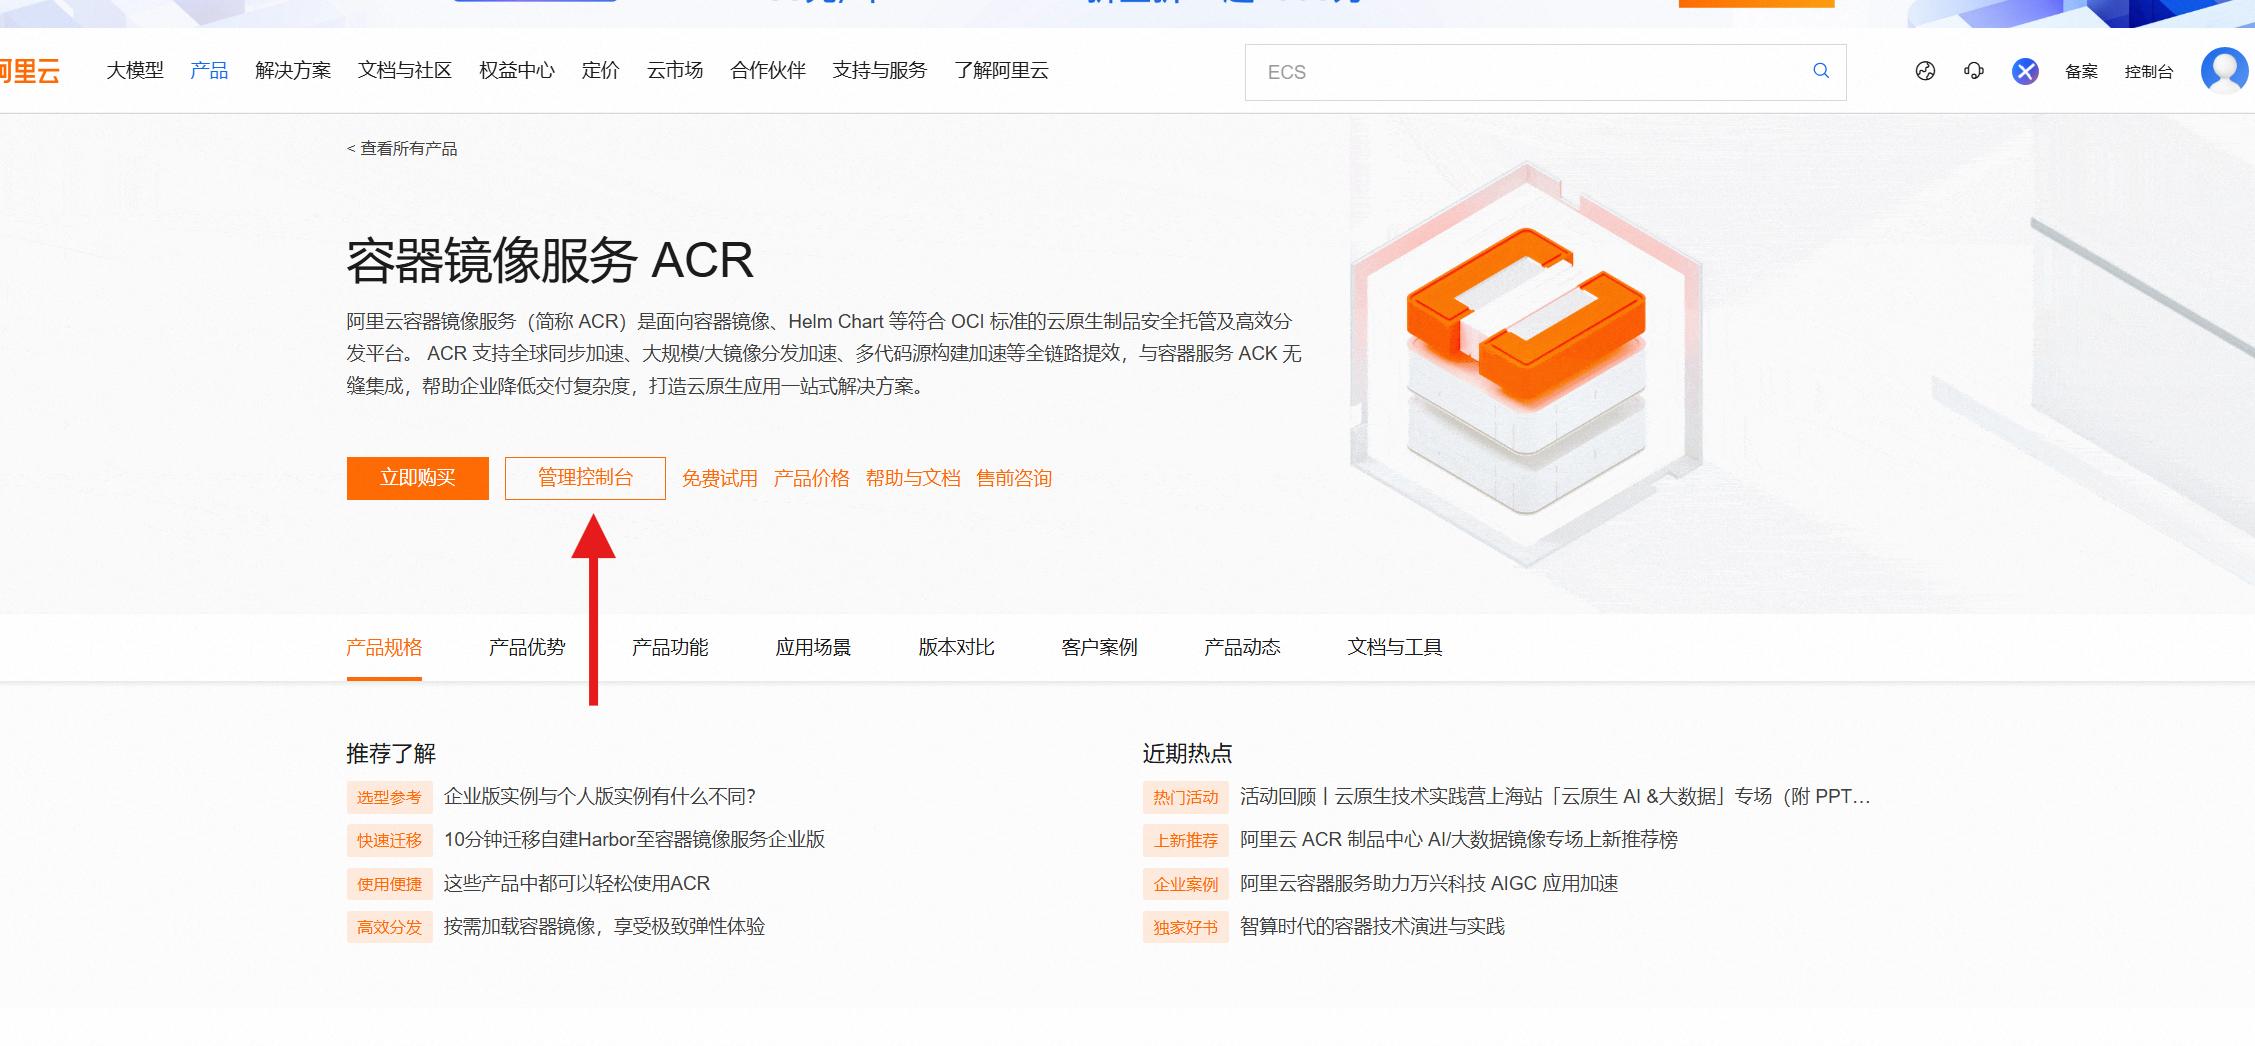 阿里云
大模型 产品 解决方案 文档与社区 权益中心 定价 云市场 合作伙伴 支持与服务 了解阿里云
ECS
备案 控制台
< 查看所有产品
容器镜像服务 ACR
阿里云容器镜像服务（简称 ACR）是面向容器镜像、Helm Chart 等符合 OCI 标准的云原生制品安全托管及高效分
发平台。 ACR 支持全球同步加速、大规模/大镜像分发加速、多代码源构建加速等全链路提效，与容器服务 ACK 无
缝集成，帮助企业降低交付复杂度，打造云原生应用一站式解决方案。
立即购买 管理控制台 免费试用 产品价格 帮助与文档 售前咨询
产品规格 产品优势 产品功能 应用场景 版本对比 客户案例 产品动态 文档与工具
推荐了解
选型参考 企业版实例与个人版实例有什么不同?
快速迁移 10分钟迁移自建Harbor至容器镜像服务企业版
使用便捷 这些产品中都可以轻松使用ACR
高效分发 按需加载容器镜像，享受极致弹性体验
近期热点
热门活动 活动回顾丨云原生技术实践营上海站「云原生 AI &大数据」专场（附 PPT...
上新推荐 阿里云 ACR 制品中心 AI/大数据镜像专场上新推荐榜
企业案例 阿里云容器服务助力万兴科技 AIGC 应用加速
独家好书 智算时代的容器技术演进与实践